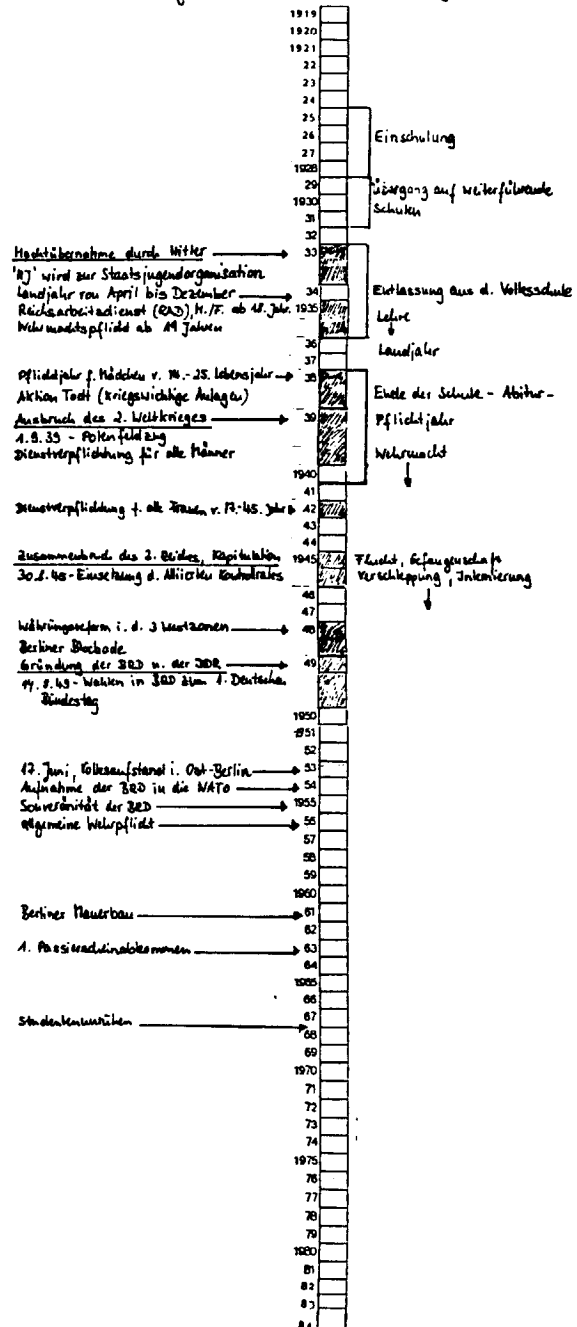 1919
1920
1921
22
23
24
25
26
27
1928
Einschulung
29
1930
31
32
Übergang auf weiterführende
Schulen
Machtübernahme durch Hitler
33
'HJ' wird zur Staatsjugendorganisation
Landjahr von April bis Dezember
34
Reichsarbeitsdienst (RAD), M./F. ab 18. Jahr.
1935
Wehrmachtspflicht ab 19 Jahren
36
37
Entlassung aus d. Volksschule
Lehre
Landjahr
Pflichtjahr f. Mädchen v. 14.-25. Lebensjahr
38
Aktion Todt (kriegswichtige Anlagen)
Ausbruch des 2. Weltkrieges
39
1.9.39 - Polenfeldzug
Dienstverpflichtung für alle Männer
1940
41
Ende der Schule - Abitur -
Pflichtjahr
Wehrmacht
Dienstverpflichtung f. alle Frauen v. 17.-45. Jahr
42
43
44
Zusammenbruch des 3. Reiches, Kapitulation
1945
30.8.45 - Einsetzung d. Alliierten Kontrollrates
Flucht, Gefangenschaft
Verschleppung, Internierung
46
47
Währungsreform i. d. 3 Westzonen
48
Berliner Blockade
Gründung der BRD u. der DDR
49
14.8.49 - Wahlen in BRD zum 1. Deutschen
Bundestag
1950
1951
52
17. Juni, Volksaufstand i. Ost-Berlin
53
Aufnahme der BRD in die NATO
54
Souveränität der BRD
1955
allgemeine Wehrpflicht
56
57
58
59
1960
Berliner Mauerbau
61
62
1. Passierscheinabkommen
63
64
1965
66
67
Studentenunruhen
68
69
1970
71
72
73
74
1975
76
77
78
79
1980
81
82
83
84